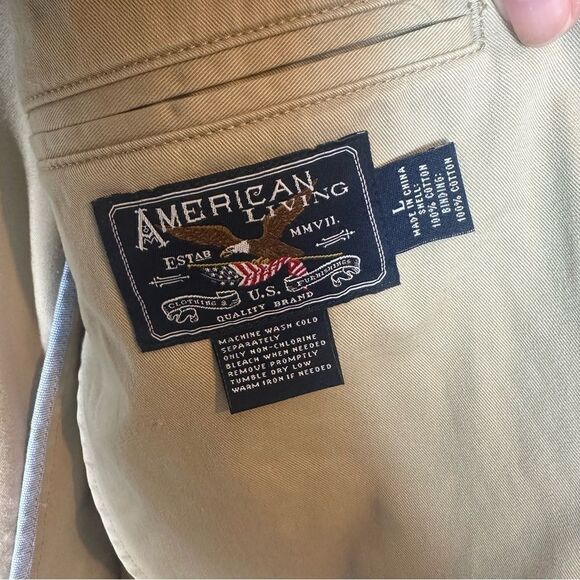 AMERICAN
LIVING
ESTAB MMVII.
CLOTHING & U.S. FURNISHINGS
QUALITY BRAND
L
MADE IN CHINA
SHELL:
100% COTTON
BINDING:
100% COTTON
MACHINE WASH COLD
SEPARATELY
ONLY NON-CHLORINE
BLEACH WHEN NEEDED
REMOVE PROMPTLY
TUMBLE DRY LOW
WARM IRON IF NEEDED